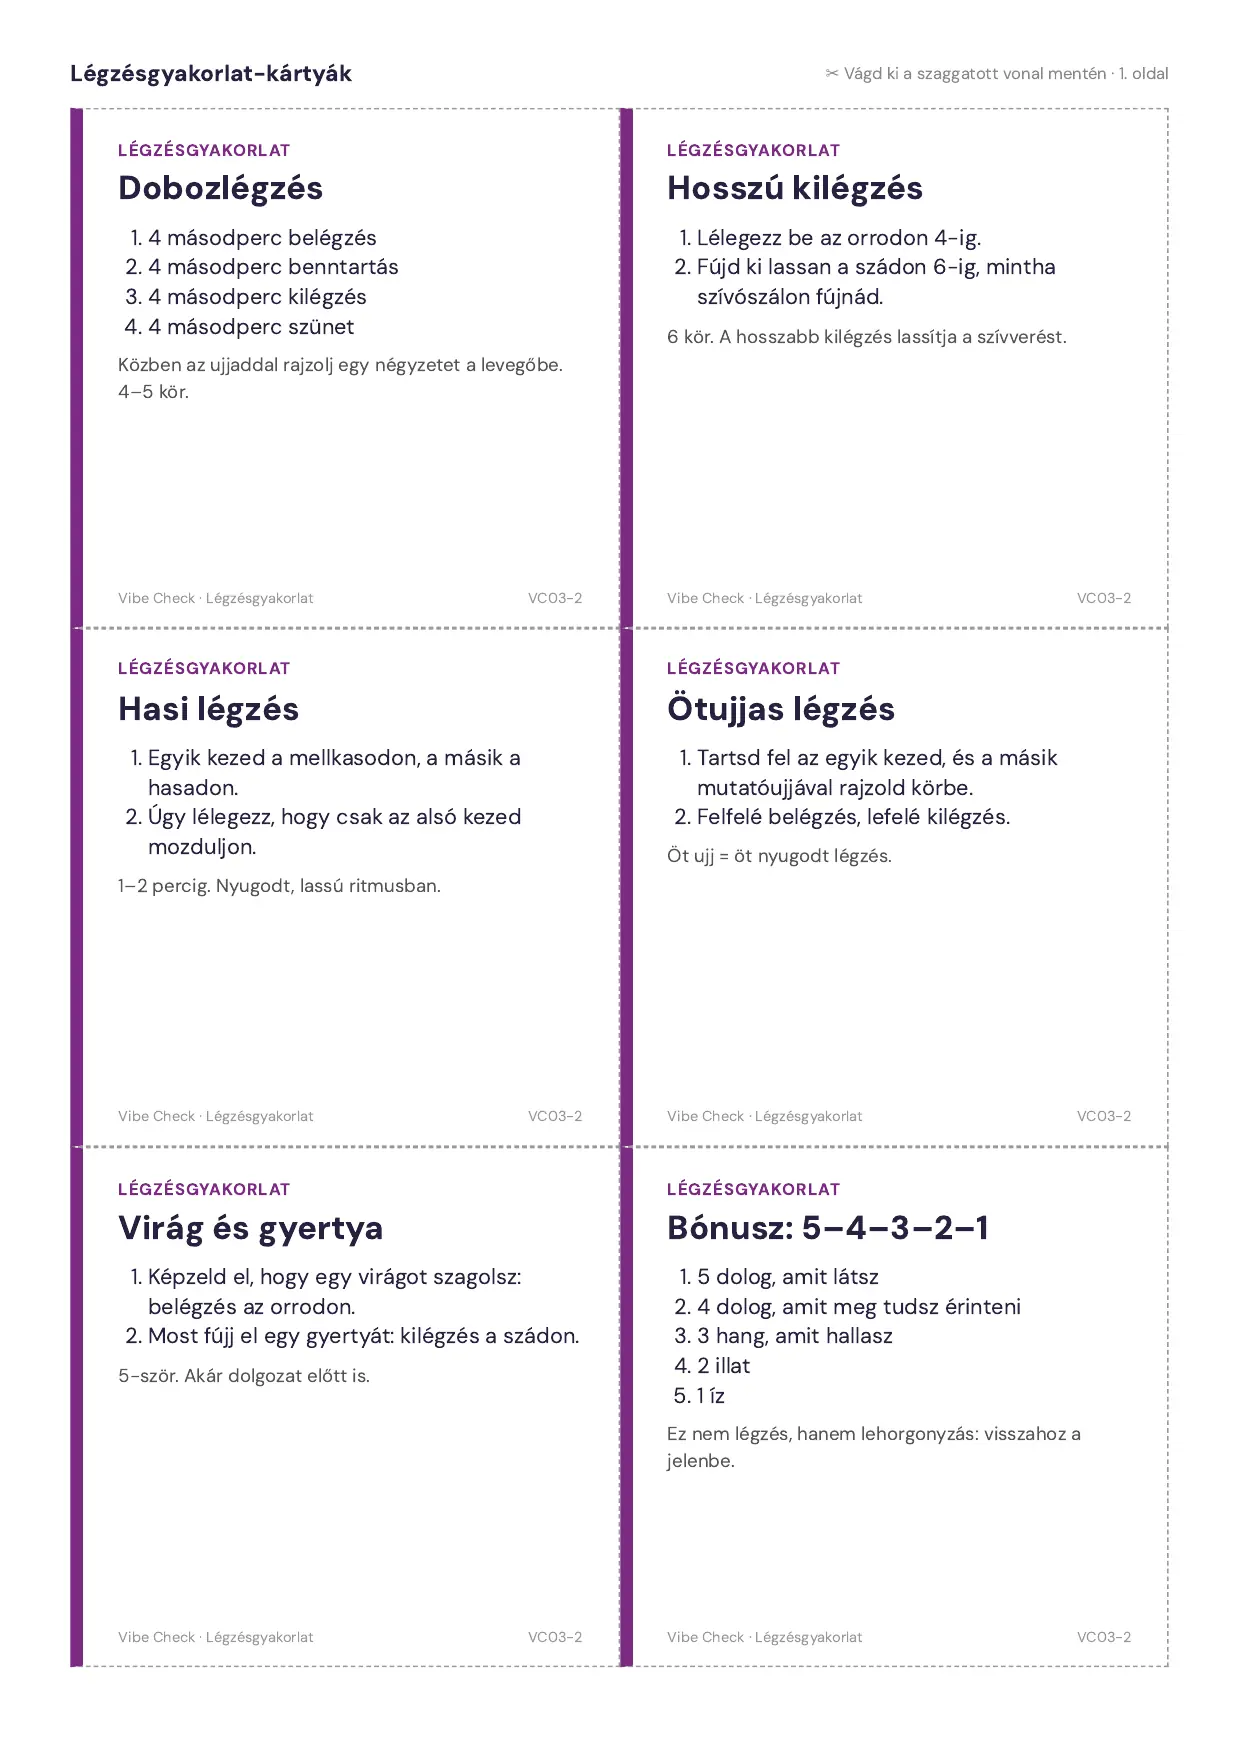 Légzésgyakorlat-kártyák
✂ Vágd ki a szaggatott vonal mentén · 1. oldal
LÉGZÉSGYAKORLAT
Dobozlégzés
1. 4 másodperc belégzés
2. 4 másodperc benntartás
3. 4 másodperc kilégzés
4. 4 másodperc szünet
Közben az ujjaddal rajzolj egy négyzetet a levegőbe.
4–5 kör.
Vibe Check · Légzésgyakorlat
VC03-2
LÉGZÉSGYAKORLAT
Hosszú kilégzés
1. Lélegezz be az orrodon 4-ig.
2. Fújd ki lassan a szádon 6-ig, mintha
szívószálon fújnád.
6 kör. A hosszabb kilégzés lassítja a szívverést.
Vibe Check · Légzésgyakorlat
VC03-2
LÉGZÉSGYAKORLAT
Hasi légzés
1. Egyik kezed a mellkasodon, a másik a
hasadon.
2. Úgy lélegezz, hogy csak az alsó kezed
mozduljon.
1–2 percig. Nyugodt, lassú ritmusban.
Vibe Check · Légzésgyakorlat
VC03-2
LÉGZÉSGYAKORLAT
Ötujjas légzés
1. Tartsd fel az egyik kezed, és a másik
mutatóujjával rajzold körbe.
2. Felfelé belégzés, lefelé kilégzés.
Öt ujj = öt nyugodt légzés.
Vibe Check · Légzésgyakorlat
VC03-2
LÉGZÉSGYAKORLAT
Virág és gyertya
1. Képzeld el, hogy egy virágot szagolsz:
belégzés az orrodon.
2. Most fújj el egy gyertyát: kilégzés a szádon.
5-ször. Akár dolgozat előtt is.
Vibe Check · Légzésgyakorlat
VC03-2
LÉGZÉSGYAKORLAT
Bónusz: 5–4–3–2–1
1. 5 dolog, amit látsz
2. 4 dolog, amit meg tudsz érinteni
3. 3 hang, amit hallasz
4. 2 illat
5. 1 íz
Ez nem légzés, hanem lehorgonyzás: visszahoz a
jelenbe.
Vibe Check · Légzésgyakorlat
VC03-2